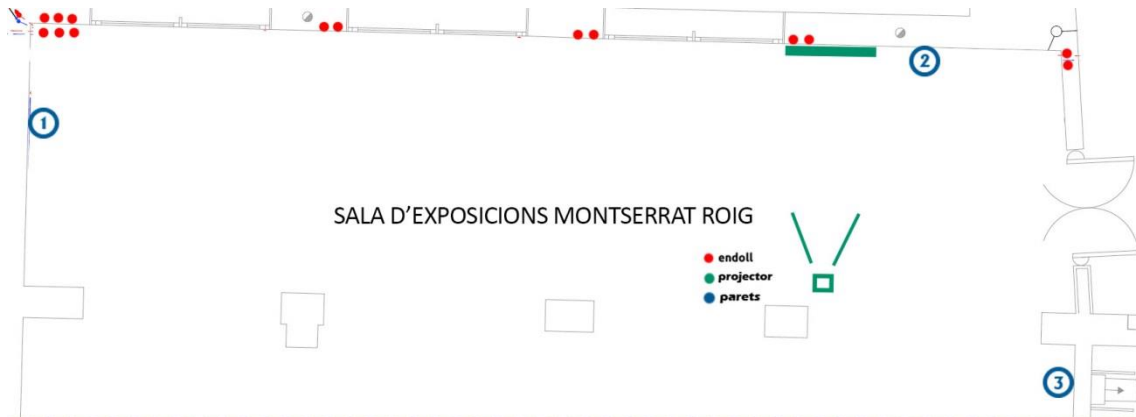 2
1
SALA D'EXPOSICIONS MONTSERRAT ROIG
endoll
projector
parets
3